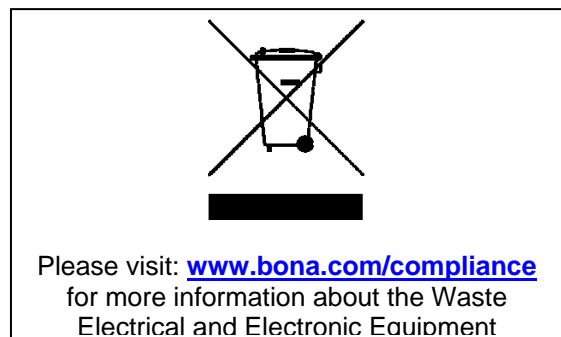 Please visit: www.bona.com/compliance
for more information about the Waste
Electrical and Electronic Equipment